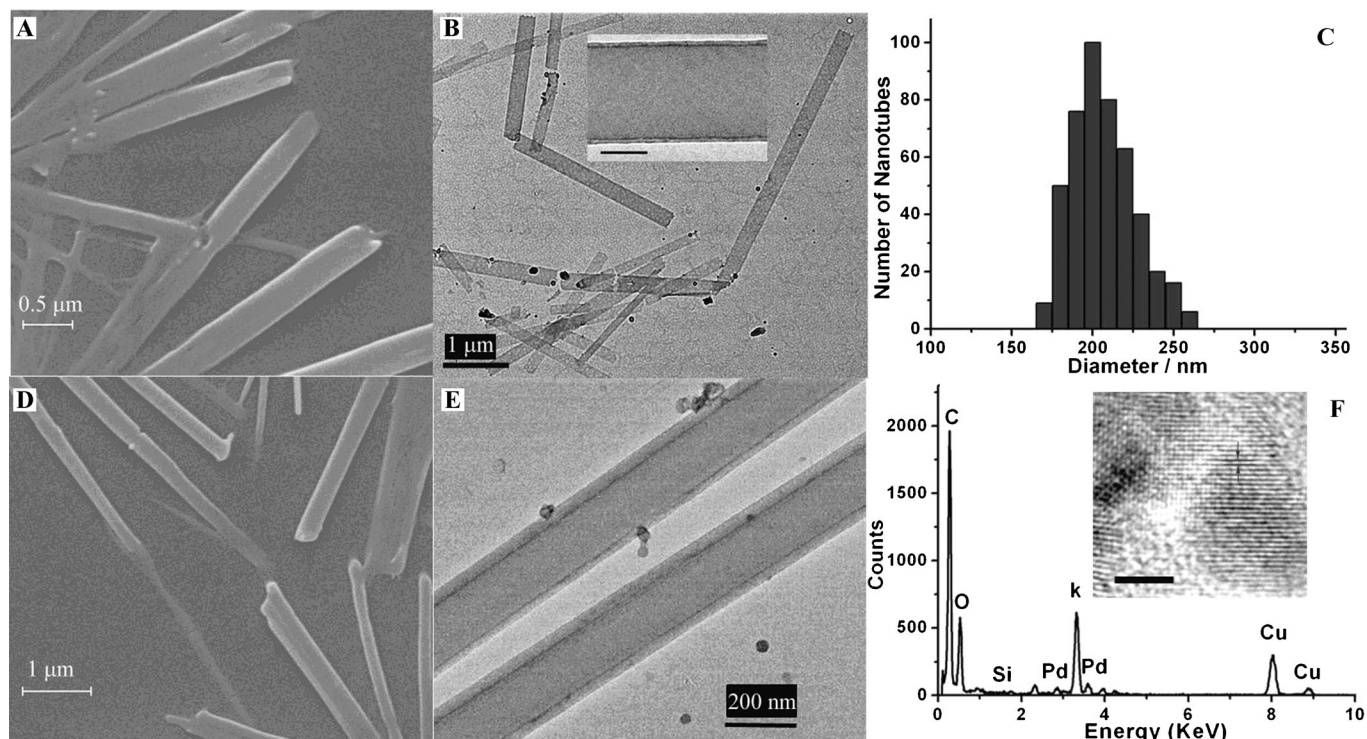 A
0.5 μm
B
1 μm
C
Number of Nanotubes
100
80
60
40
20
0
100 150 200 250 300 350
Diameter / nm
D
1 μm
E
200 nm
F
Counts
2000
1500
1000
500
0
C
O
Si
Pd
k
Pd
Cu
Cu
0 2 4 6 8 10
Energy (KeV)